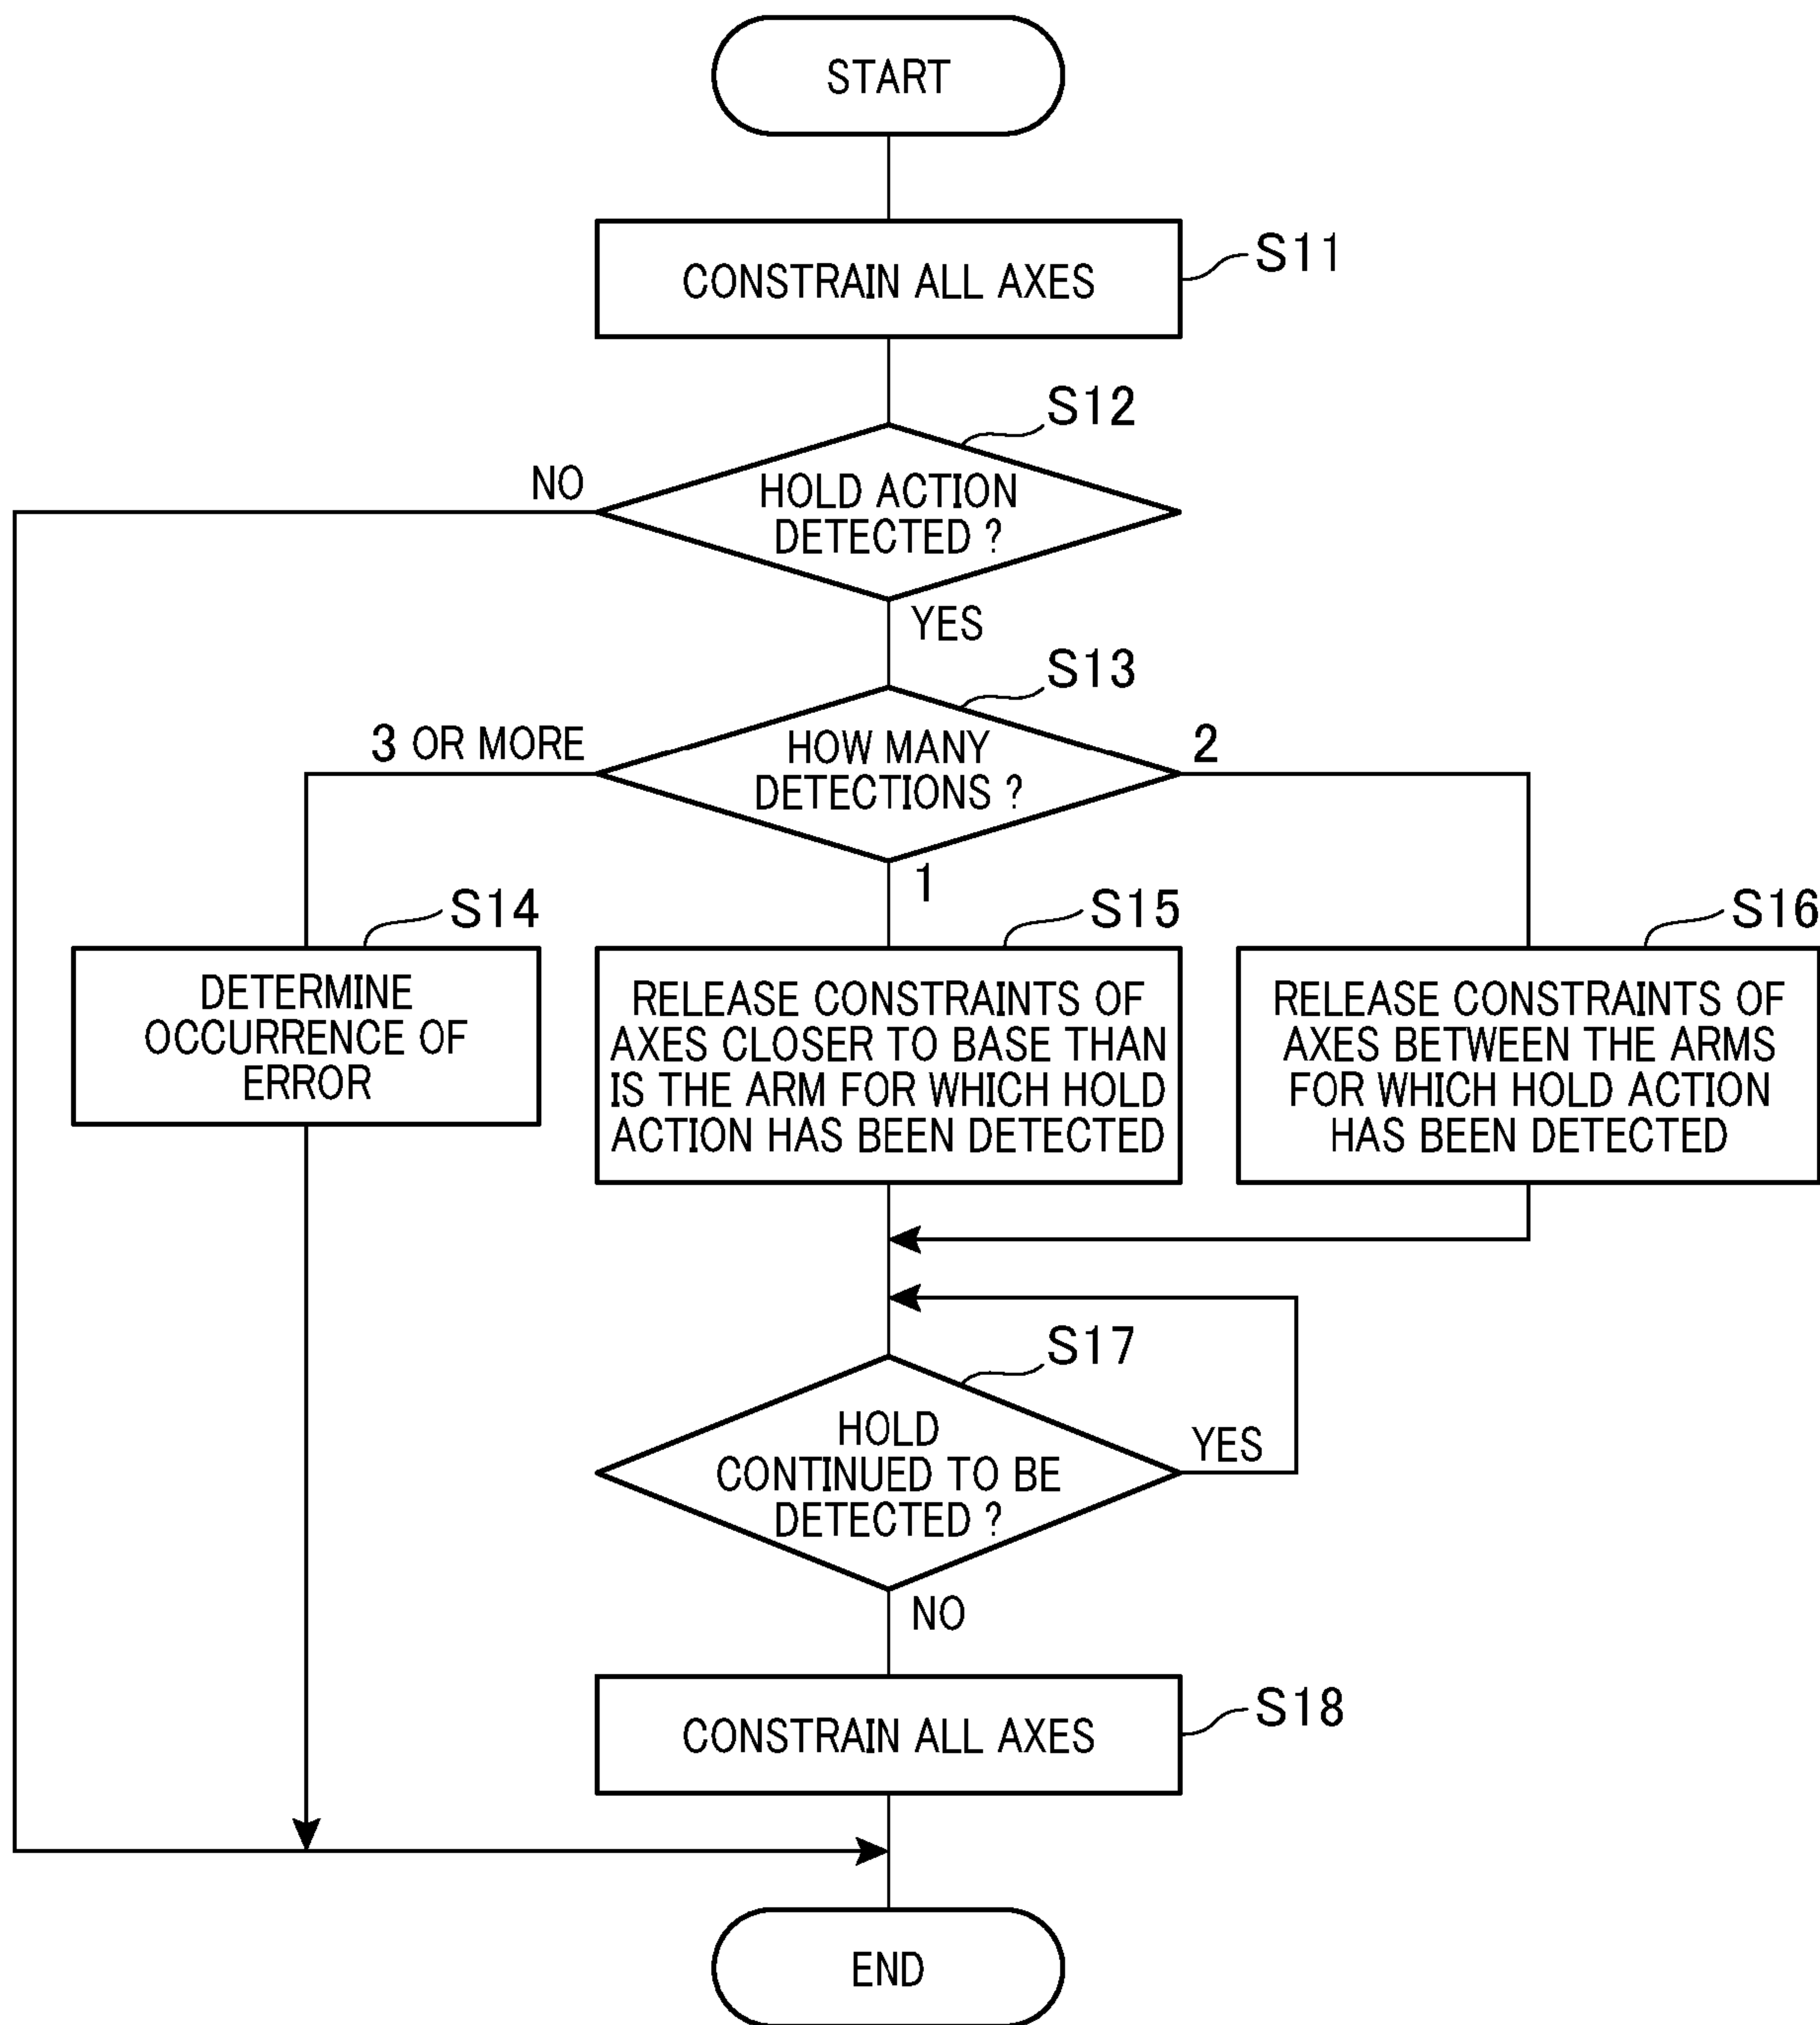 START
CONSTRAIN ALL AXES
S11
S12
HOLD ACTION
DETECTED ?
NO
YES
S13
HOW MANY
DETECTIONS ?
3 OR MORE
2
1
S14
DETERMINE
OCCURRENCE OF
ERROR
S15
RELEASE CONSTRAINTS OF
AXES CLOSER TO BASE THAN
IS THE ARM FOR WHICH HOLD
ACTION HAS BEEN DETECTED
S16
RELEASE CONSTRAINTS OF
AXES BETWEEN THE ARMS
FOR WHICH HOLD ACTION
HAS BEEN DETECTED
S17
HOLD
CONTINUED TO BE
DETECTED ?
YES
NO
CONSTRAIN ALL AXES
S18
END